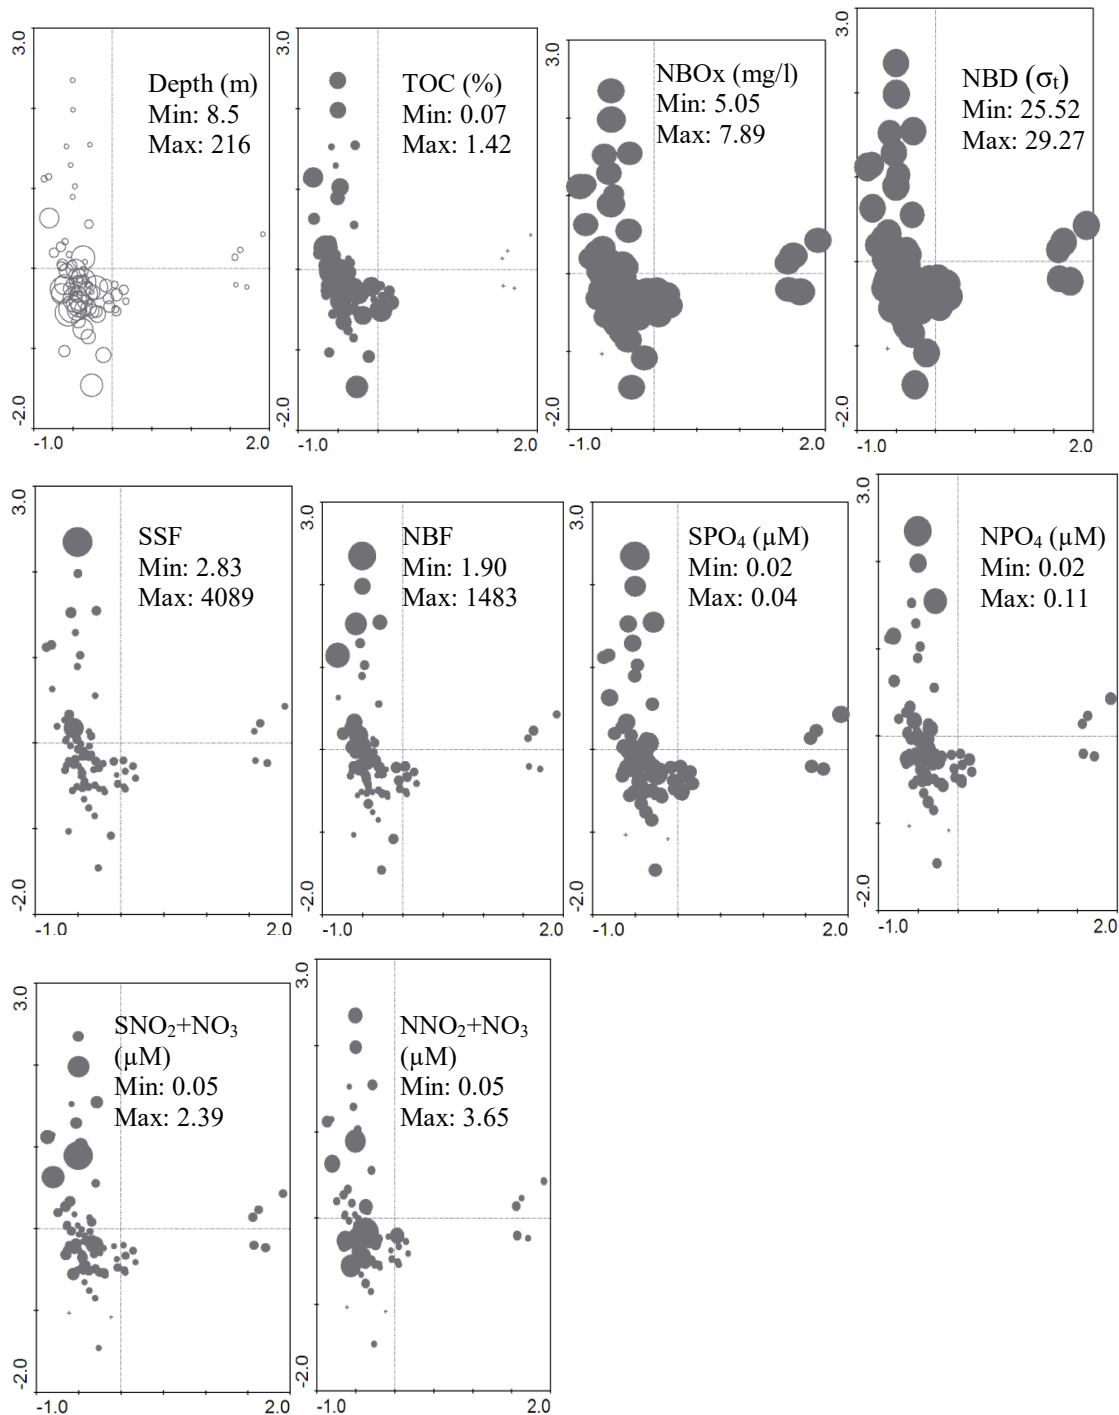 3.0
Depth (m)
Min: 8.5
Max: 216
-2.0
-1.0
2.0
TOC (%)
Min: 0.07
Max: 1.42
-1.0
2.0
3.0
NBOx (mg/l)
Min: 5.05
Max: 7.89
-2.0
-1.0
2.0
3.0
NBD (σₜ)
Min: 25.52
Max: 29.27
-2.0
-1.0
2.0
3.0
SSF
Min: 2.83
Max: 4089
-2.0
-1.0
2.0
3.0
NBF
Min: 1.90
Max: 1483
-2.0
-1.0
2.0
3.0
SPO₄ (µM)
Min: 0.02
Max: 0.04
-2.0
-1.0
2.0
3.0
NPO₄ (µM)
Min: 0.02
Max: 0.11
-2.0
-1.0
2.0
3.0
SNO₂+NO₃
(µM)
Min: 0.05
Max: 2.39
-2.0
-1.0
2.0
3.0
NNO₂+NO₃
(µM)
Min: 0.05
Max: 3.65
-2.0
-1.0
2.0